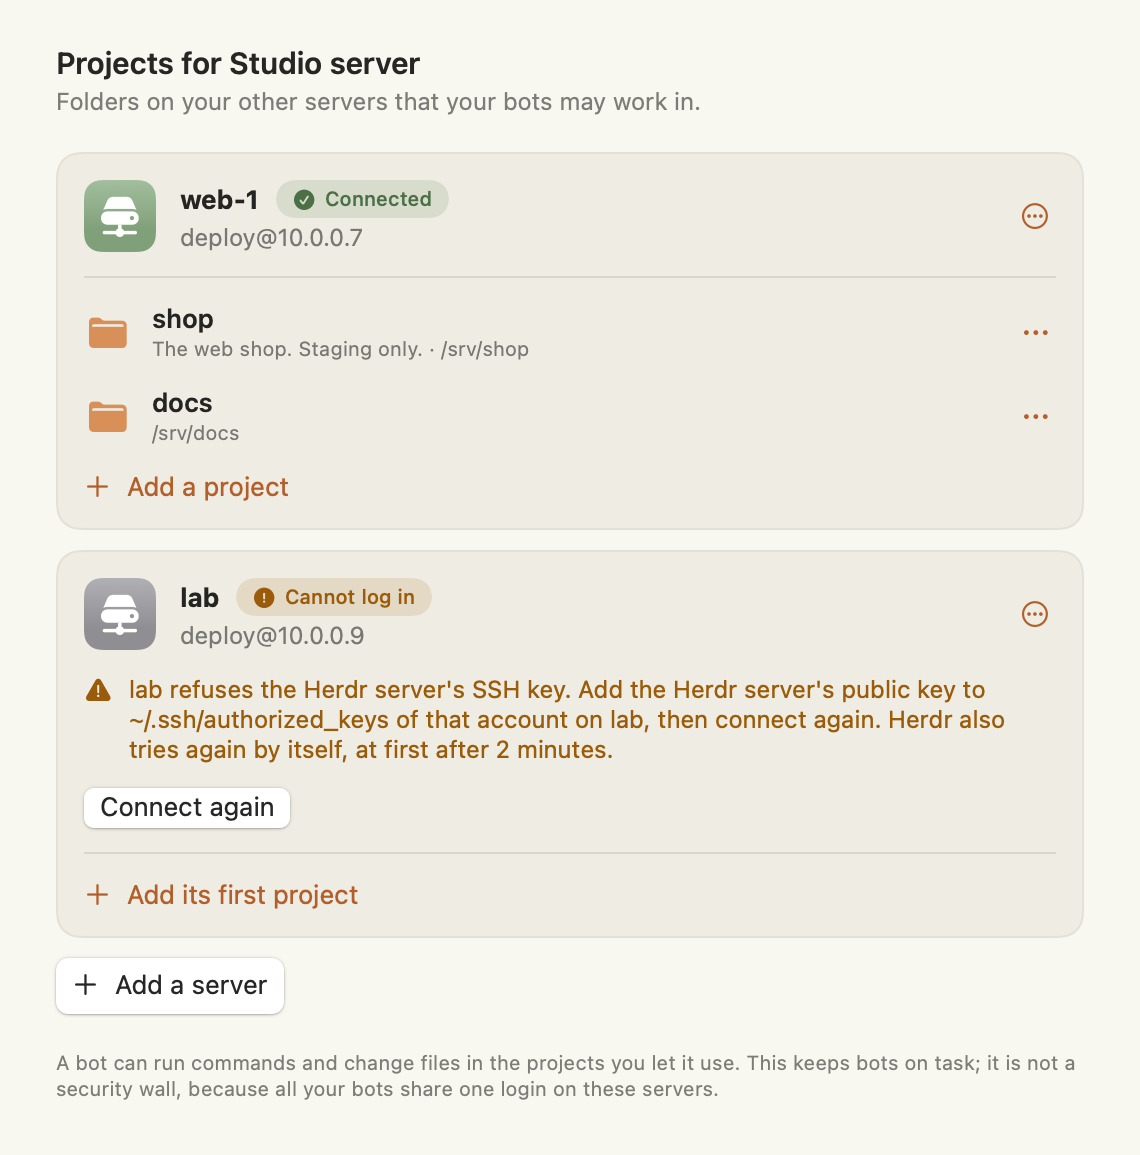 Projects for Studio server
Folders on your other servers that your bots may work in.
web-1
Connected
deploy@10.0.0.7
shop
The web shop. Staging only. · /srv/shop
docs
/srv/docs
Add a project
lab
Cannot log in
deploy@10.0.0.9
lab refuses the Herdr server's SSH key. Add the Herdr server's public key to
~/.ssh/authorized_keys of that account on lab, then connect again. Herdr also
tries again by itself, at first after 2 minutes.
Connect again
Add its first project
Add a server
A bot can run commands and change files in the projects you let it use. This keeps bots on task; it is not a
security wall, because all your bots share one login on these servers.